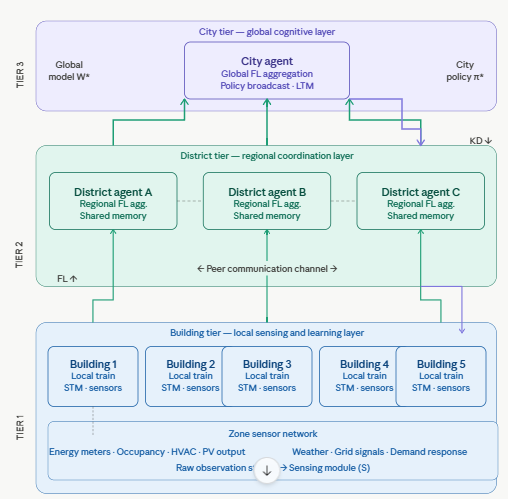 City tier — global cognitive layer
TIER 3
Global
model W*
City agent
Global FL aggregation
Policy broadcast · LTM
City
policy π*
KD ↓
District tier — regional coordination layer
TIER 2
District agent A
Regional FL agg.
Shared memory
District agent B
Regional FL agg.
Shared memory
District agent C
Regional FL agg.
Shared memory
← Peer communication channel →
FL ↑
Building tier — local sensing and learning layer
TIER 1
Building 1
Local train
STM · sensors
Building 2
Local train
STM · sensors
Building 3
Local train
STM · sensors
Building 4
Local train
STM · sensors
Building 5
Local train
STM · sensors
Zone sensor network
Energy meters · Occupancy · HVAC · PV output
Weather · Grid signals · Demand response
Raw observation → Sensing module (S)